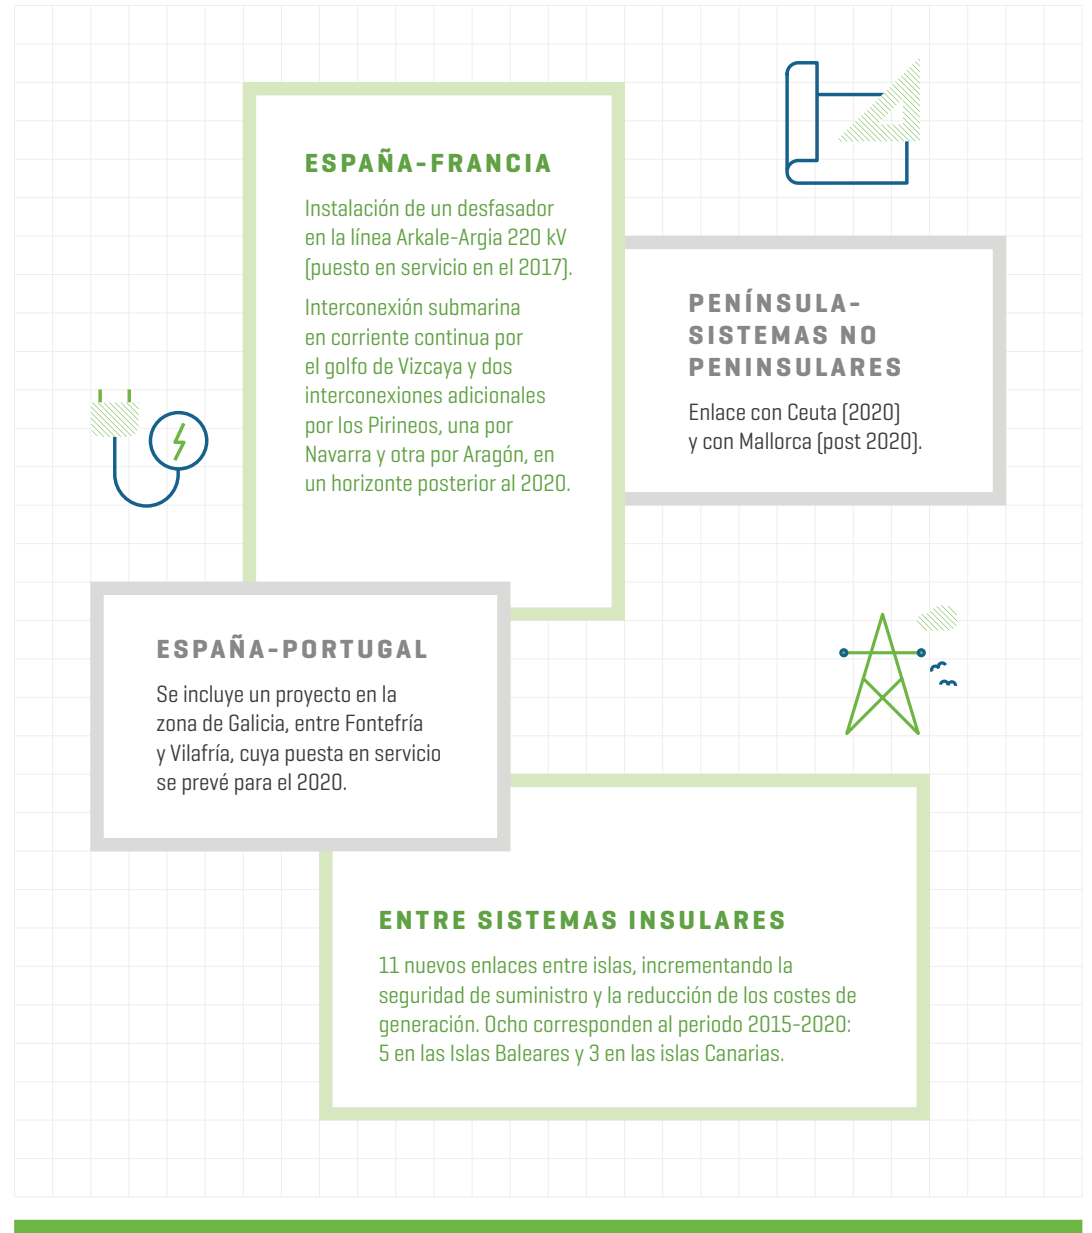 ESPAÑA-FRANCIA
Instalación de un desfasador
en la línea Arkale-Argia 220 kV
(puesto en servicio en el 2017).
Interconexión submarina
en corriente continua por
el golfo de Vizcaya y dos
interconexiones adicionales
por los Pirineos, una por
Navarra y otra por Aragón, en
un horizonte posterior al 2020.
PENÍNSULA-
SISTEMAS NO
PENINSULARES
Enlace con Ceuta (2020)
y con Mallorca (post 2020).
ESPAÑA-PORTUGAL
Se incluye un proyecto en la
zona de Galicia, entre Fontefría
y Vilafría, cuya puesta en servicio
se prevé para el 2020.
ENTRE SISTEMAS INSULARES
11 nuevos enlaces entre islas, incrementando la
seguridad de suministro y la reducción de los costes de
generación. Ocho corresponden al periodo 2015-2020:
5 en las Islas Baleares y 3 en las islas Canarias.